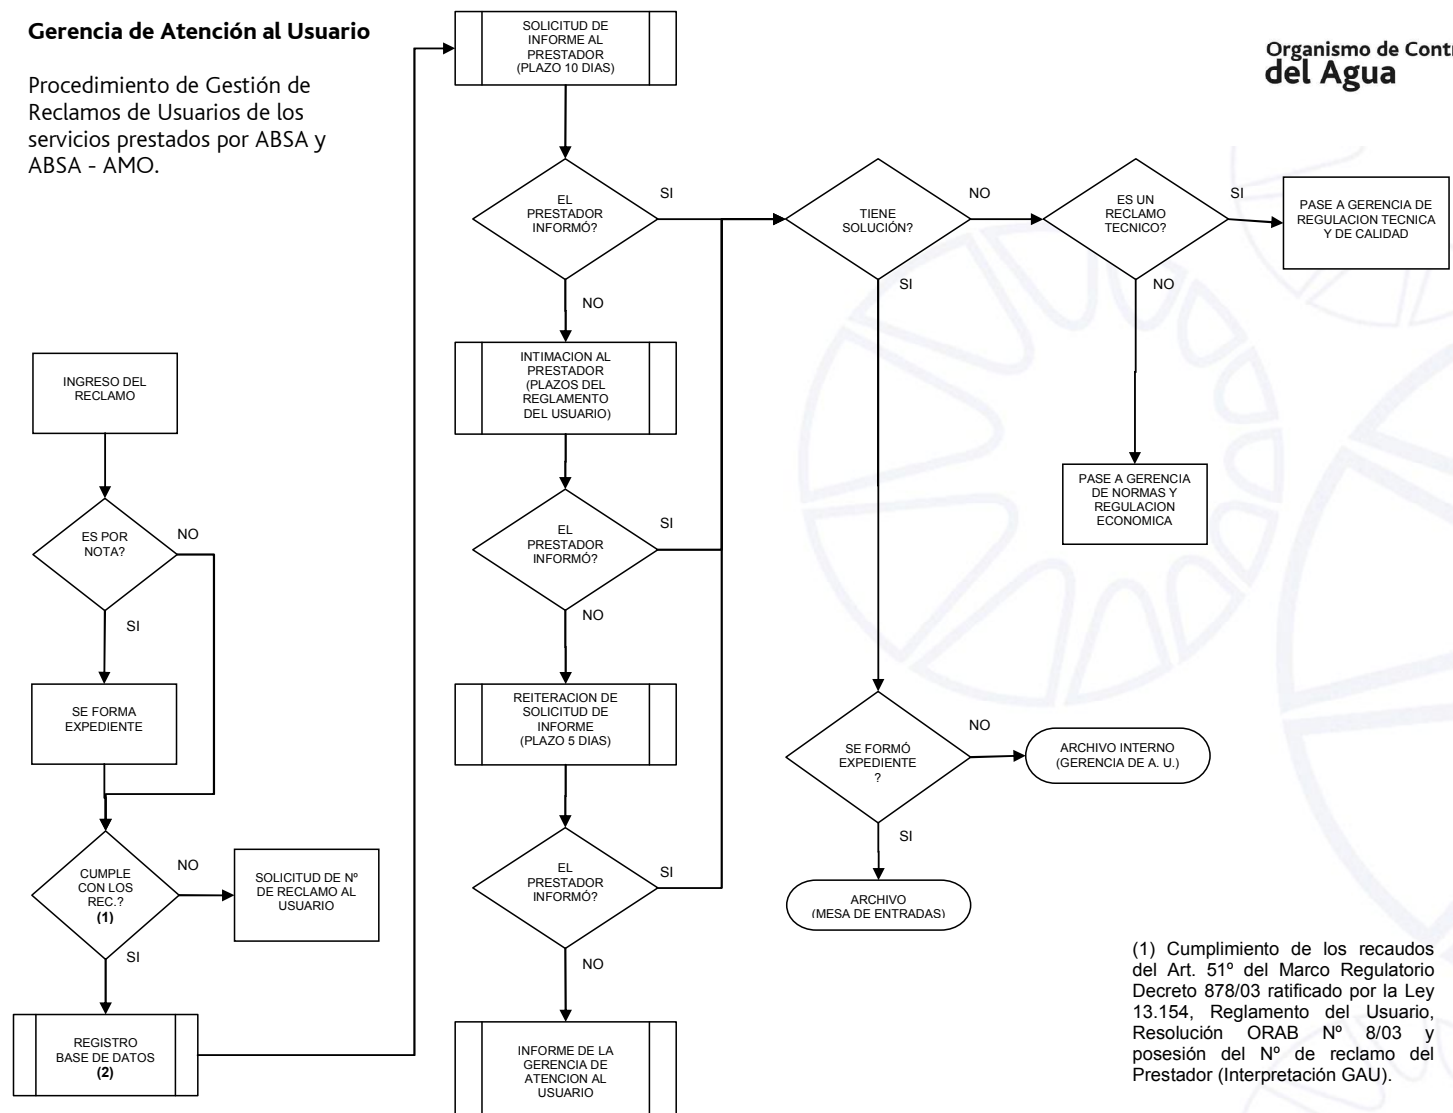 Gerencia de Atención al Usuario
Procedimiento de Gestión de
Reclamos de Usuarios de los
servicios prestados por ABSA y
ABSA - AMO.
Organismo de Cont
del Agua
SOLICITUD DE
INFORME AL
PRESTADOR
(PLAZO 10 DIAS)
EL
PRESTADOR
INFORMÓ?
SI
NO
TIENE
SOLUCIÓN?
NO
SI
ES UN
RECLAMO
TECNICO?
SI
NO
PASE A GERENCIA DE
REGULACION TECNICA
Y DE CALIDAD
INTIMACION AL
PRESTADOR
(PLAZOS DEL
REGLAMENTO
DEL USUARIO)
INGRESO DEL
RECLAMO
PASE A GERENCIA
DE NORMAS Y
REGULACION
ECONOMICA
ES POR
NOTA?
NO
SI
EL
PRESTADOR
INFORMÓ?
SI
NO
SE FORMA
EXPEDIENTE
REITERACION DE
SOLICITUD DE
INFORME
(PLAZO 5 DIAS)
SE FORMÓ
EXPEDIENTE
?
NO
SI
ARCHIVO INTERNO
(GERENCIA DE A. U.)
CUMPLE
CON LOS
REC.?
(1)
NO
SI
SOLICITUD DE Nº
DE RECLAMO AL
USUARIO
EL
PRESTADOR
INFORMÓ?
SI
NO
ARCHIVO
(MESA DE ENTRADAS)
REGISTRO
BASE DE DATOS
(2)
INFORME DE LA
GERENCIA DE
ATENCION AL
USUARIO
(1) Cumplimiento de los recaudos
del Art. 51º del Marco Regulatorio
Decreto 878/03 ratificado por la Ley
13.154, Reglamento del Usuario,
Resolución ORAB Nº 8/03 y
posesión del Nº de reclamo del
Prestador (Interpretación GAU).